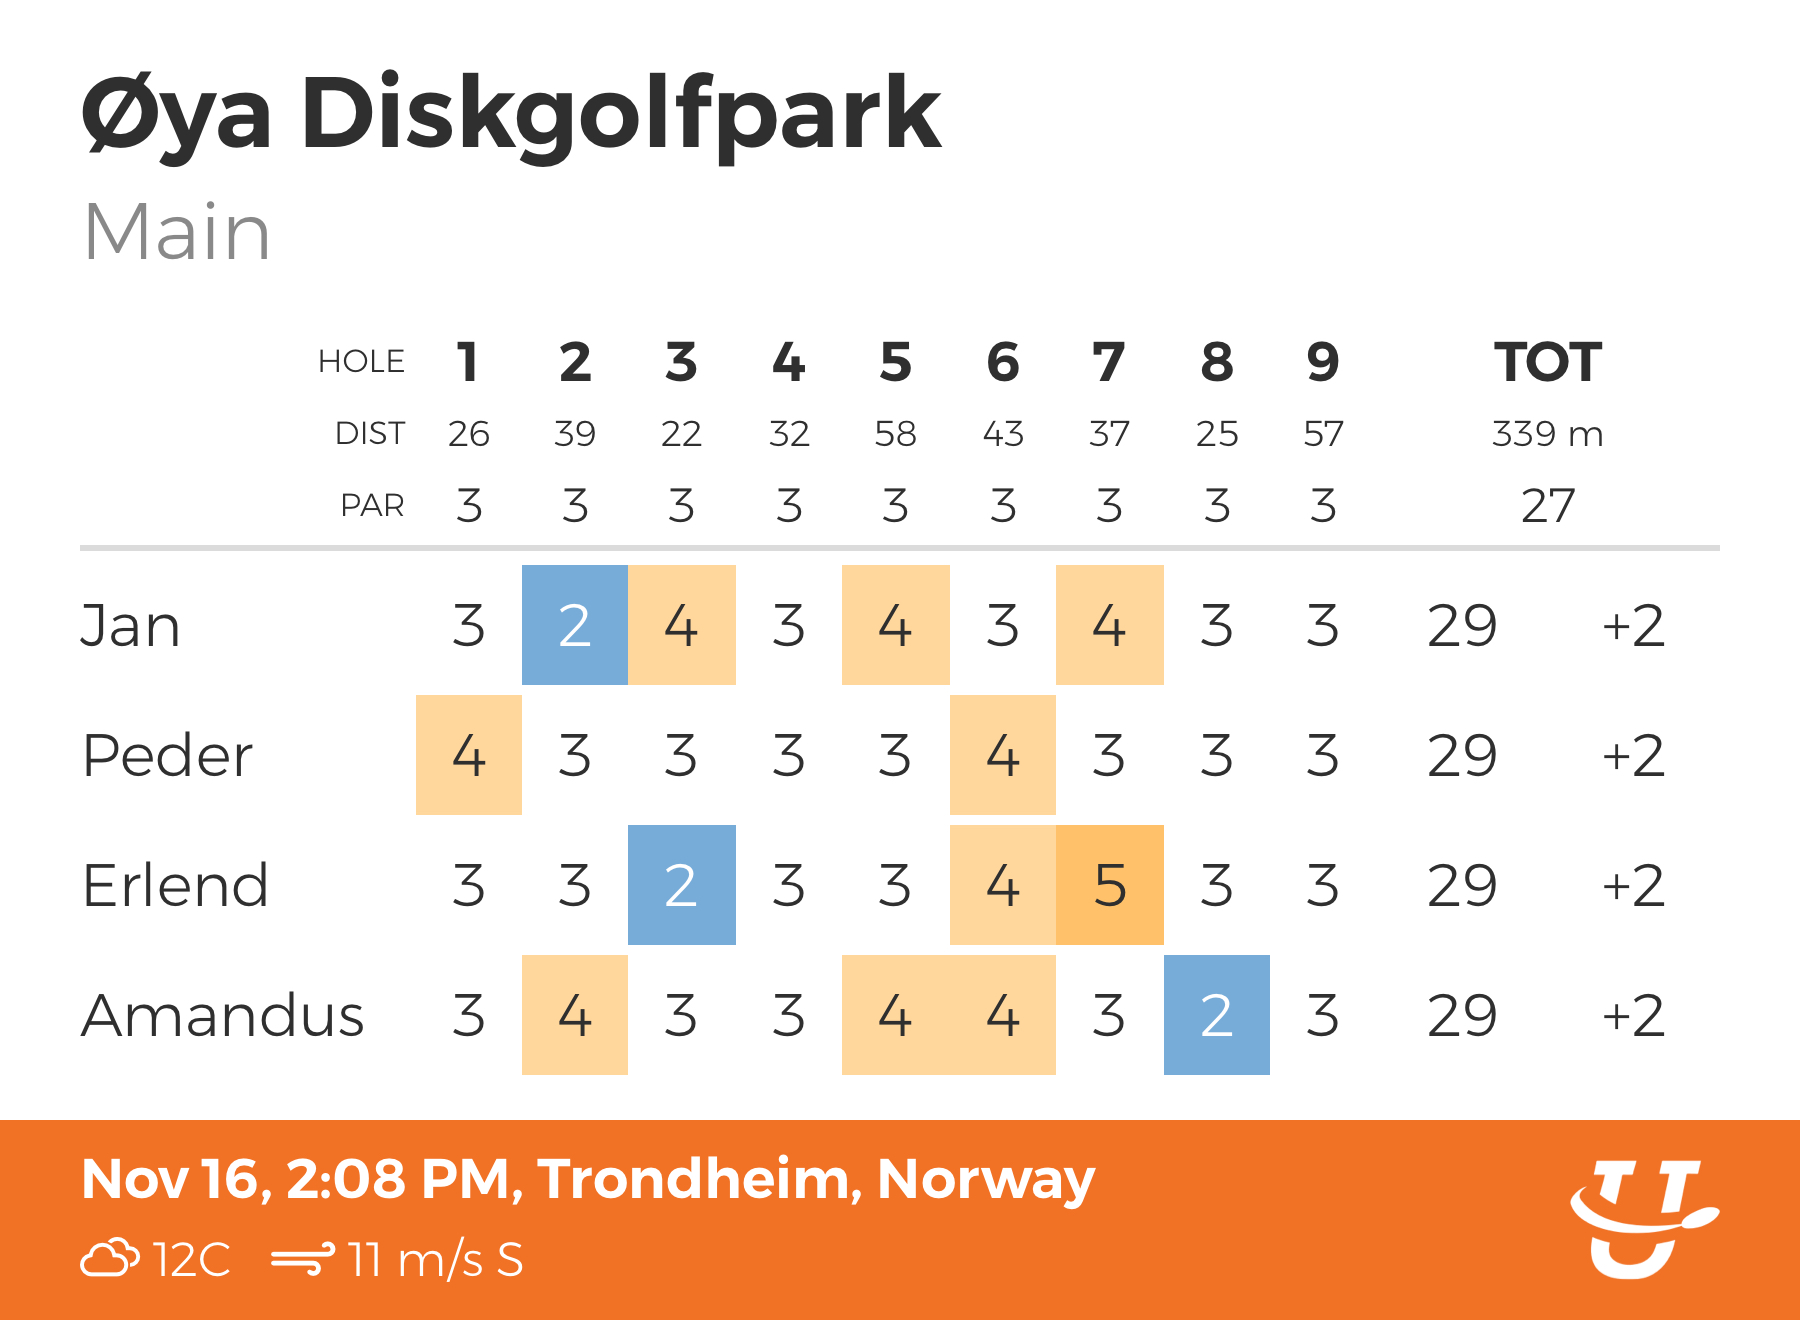 Øya Diskgolfpark
Main
HOLE 1 2 3 4 5 6 7 8 9 TOT
DIST 26 39 22 32 58 43 37 25 57 339 m
PAR 3 3 3 3 3 3 3 3 3 27
Jan 3 2 4 3 4 3 4 3 3 29 +2
Peder 4 3 3 3 3 4 3 3 3 29 +2
Erlend 3 3 2 3 3 4 5 3 3 29 +2
Amandus 3 4 3 3 4 4 3 2 3 29 +2
Nov 16, 2:08 PM, Trondheim, Norway
12C 11 m/s S